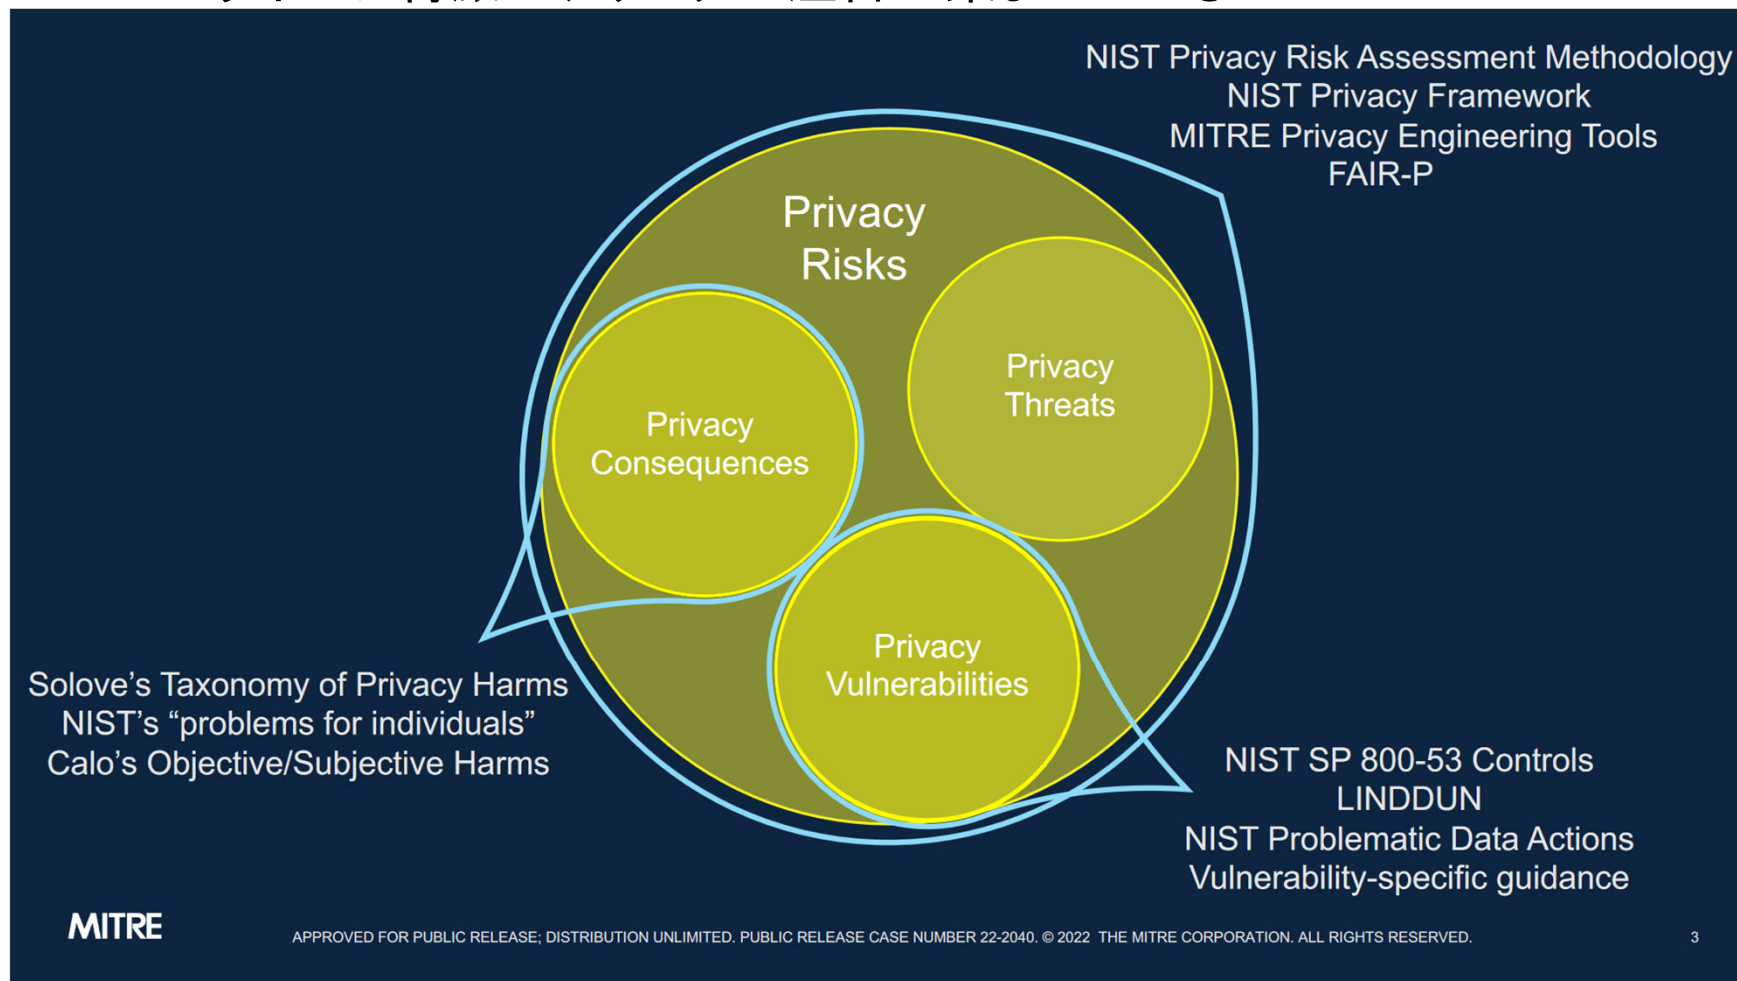 NIST Privacy Risk Assessment Methodology
NIST Privacy Framework
MITRE Privacy Engineering Tools
FAIR-P
Privacy
Risks
Privacy
Threats
Privacy
Consequences
Privacy
Vulnerabilities
Solove’s Taxonomy of Privacy Harms
NIST’s “problems for individuals”
Calo’s Objective/Subjective Harms
NIST SP 800-53 Controls
LINDDUN
NIST Problematic Data Actions
Vulnerability-specific guidance
MITRE
APPROVED FOR PUBLIC RELEASE; DISTRIBUTION UNLIMITED. PUBLIC RELEASE CASE NUMBER 22-2040. © 2022 THE MITRE CORPORATION. ALL RIGHTS RESERVED.
3